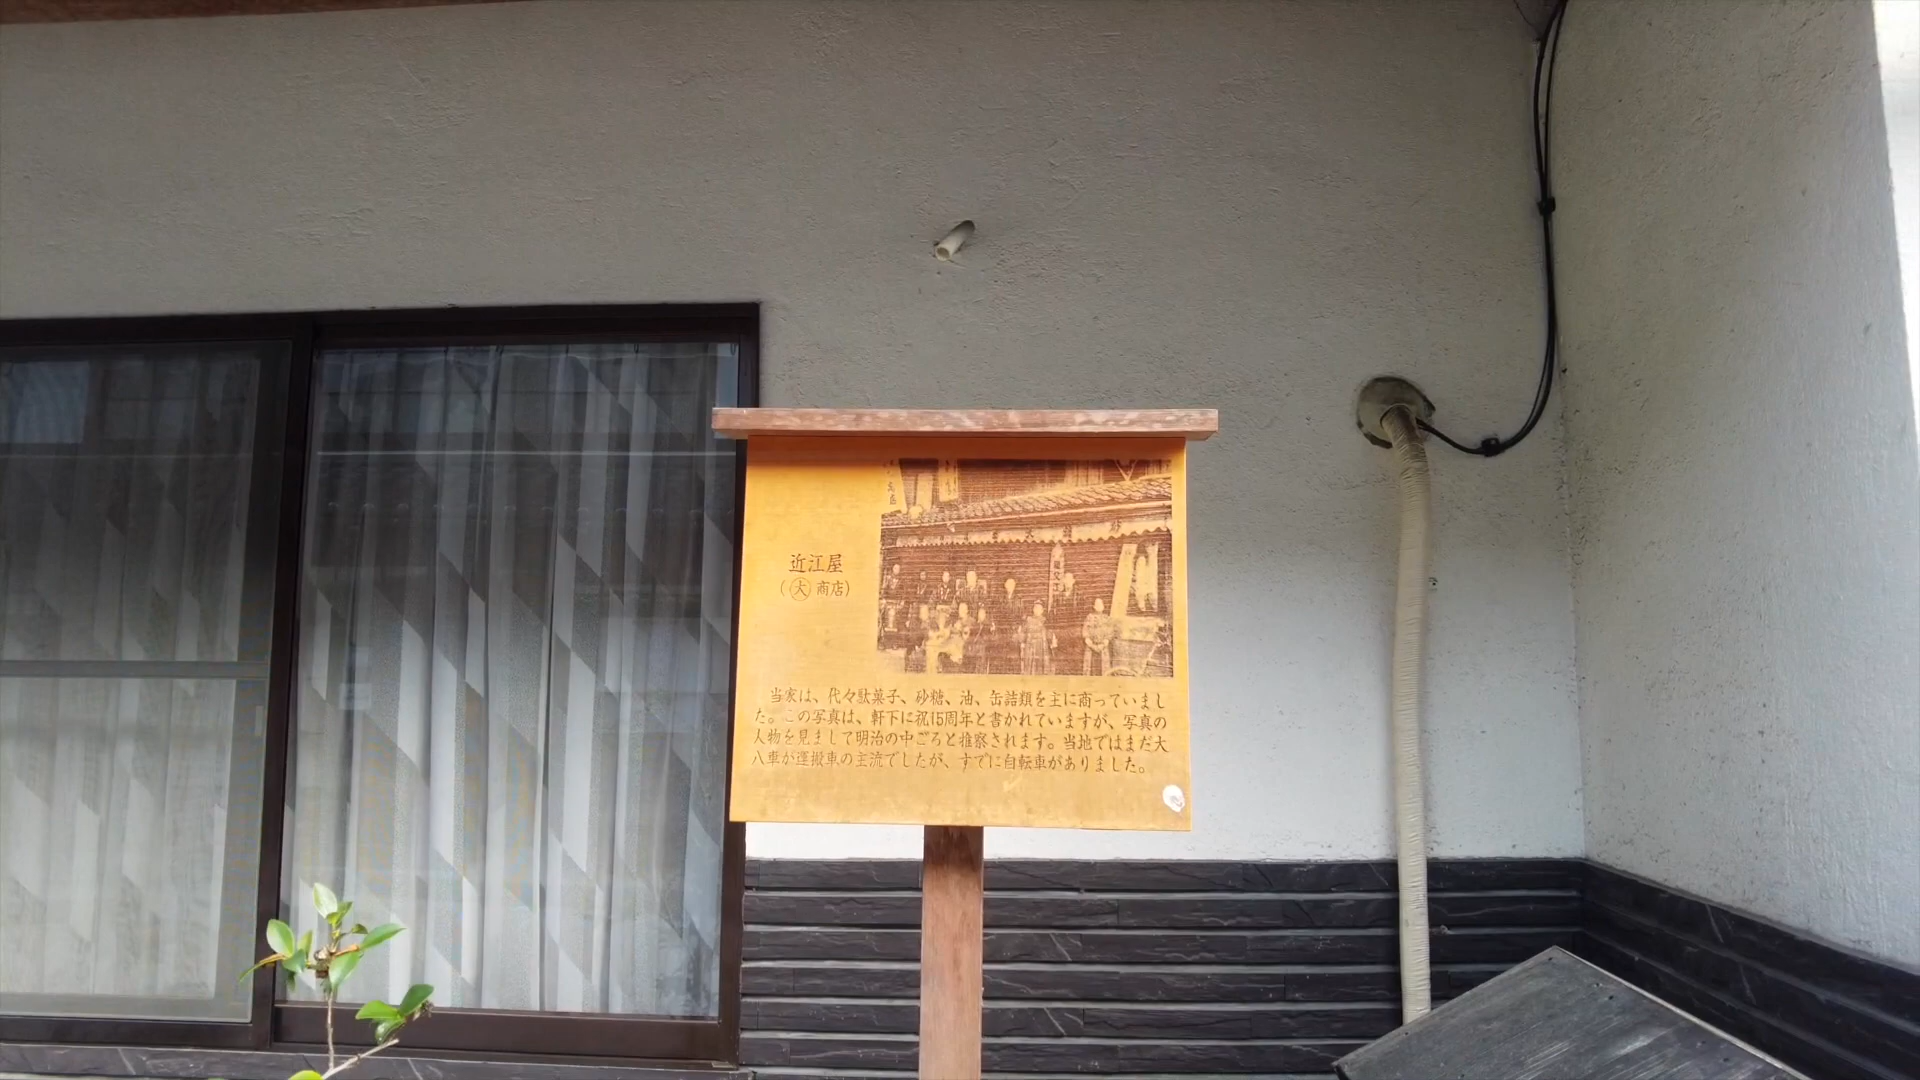 近江屋
(大 商店)
当家は、代々駄菓子、砂糖、油、缶詰類を主に商っていまし
た。この写真は、軒下に祝15周年と書かれていますが、写真の
人物を見まして明治の中ごろと推察されます。当地ではまだ大
八車が運搬車の主流でしたが、すでに自転車がありました。